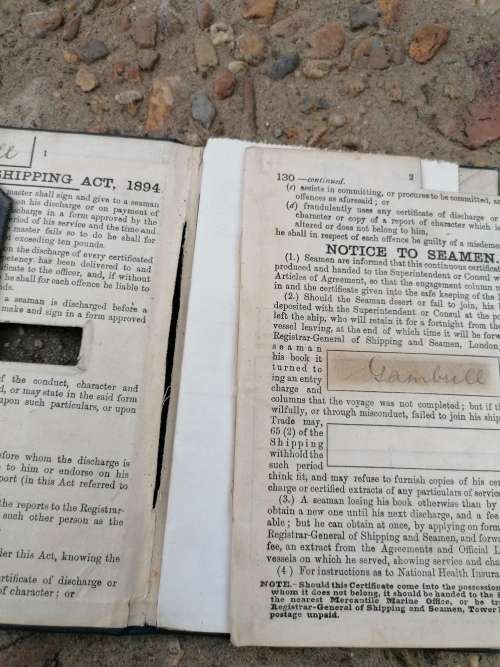 1
SHIPPING ACT, 1894
master shall sign and give to a seaman
on his discharge or on payment of
discharge in a form approved by the
period of his service and the time and
master fails so to do he shall for
exceeding ten pounds.
on the discharge of every certificated
has been delivered to and
certificate to the officer, and, if without
he shall for each offence be liable to
a seaman is discharged before a
make and sign in a form approved
of the conduct, character and
or may state in the said form
upon such particulars, or upon
before whom the discharge is
to him or endorse on his
(in this Act referred to
the reports to the Registrar-
such other person as the
this Act, knowing the
certificate of discharge or
of character; or
130 —continued. 2
(c) assists in committing, or procures to be committed,
offences as aforesaid; or
(d) fraudulently uses any certificate of discharge or
character or copy of a report of character which
altered or does not belong to him,
he shall in respect of each offence be guilty of a
NOTICE TO SEAMEN.
(1.) Seamen are informed that this continuous certificate
produced and handed to the Superintendent or Consul
Articles of Agreement, so that the engagement column
in and the certificate given into the safe keeping of the
(2.) Should the Seaman desert or fail to join, his
deposited with the Superintendent or Consul at the
left the ship, who will retain it for a fortnight from the
vessel leaving, at the end of which time it will be
Registrar-General of Shipping and Seamen, London,
seaman
his book it
turned to
ing an entry
Gambull
charge and
columns that the voyage was not completed; but if
wilfully, or through misconduct, failed to join his
Trade may,
65 (2) of the
Shipping
withhold the
such period
think fit, and may refuse to furnish copies of his
charge or certified extracts of any particulars of
(3.) A seaman losing his book otherwise than by
obtain a new one until his next discharge, and a fee
able; but he can obtain at once, by applying on form
Registrar-General of Shipping and Seamen, and
fee, an extract from the Agreements and Official
vessels on which he served, showing service and
(4) For instructions as to National Health
NOTE.—Should this Certificate come into the
whom it does not belong, it should be handed to the
the nearest Mercantile Marine Office, or be
Registrar-General of Shipping and Seamen, Tower
postage unpaid.